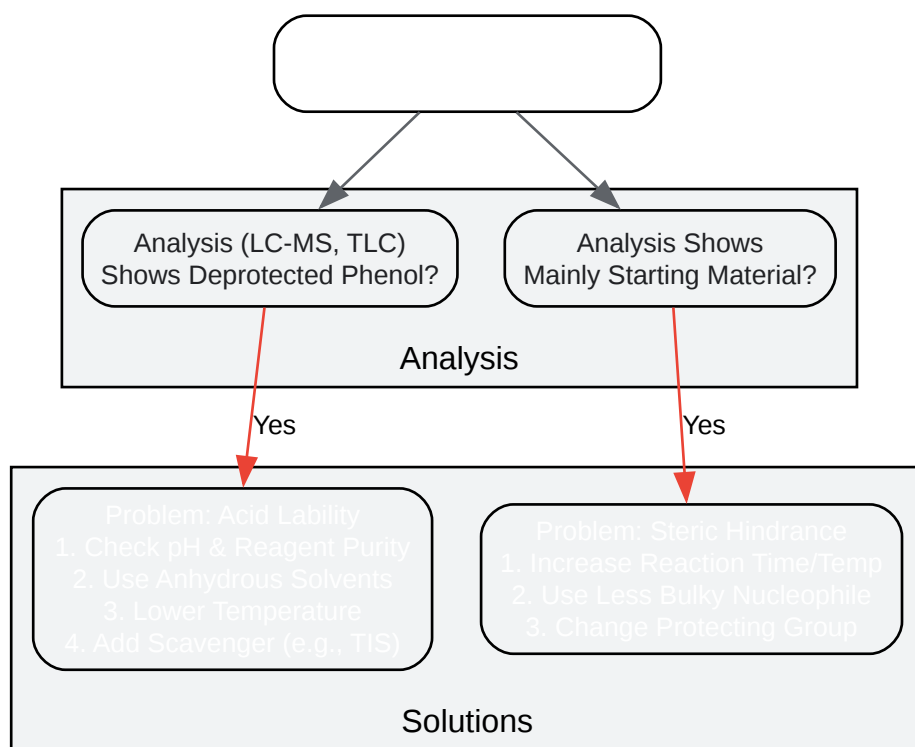 Analysis (LC-MS, TLC)
Shows Deprotected Phenol?
Analysis Shows
Mainly Starting Material?
Analysis
Yes
Yes
Problem: Acid Lability
1. Check pH & Reagent Purity
2. Use Anhydrous Solvents
3. Lower Temperature
4. Add Scavenger (e.g., TIS)
Problem: Steric Hindrance
1. Increase Reaction Time/Temp
2. Use Less Bulky Nucleophile
3. Change Protecting Group
Solutions